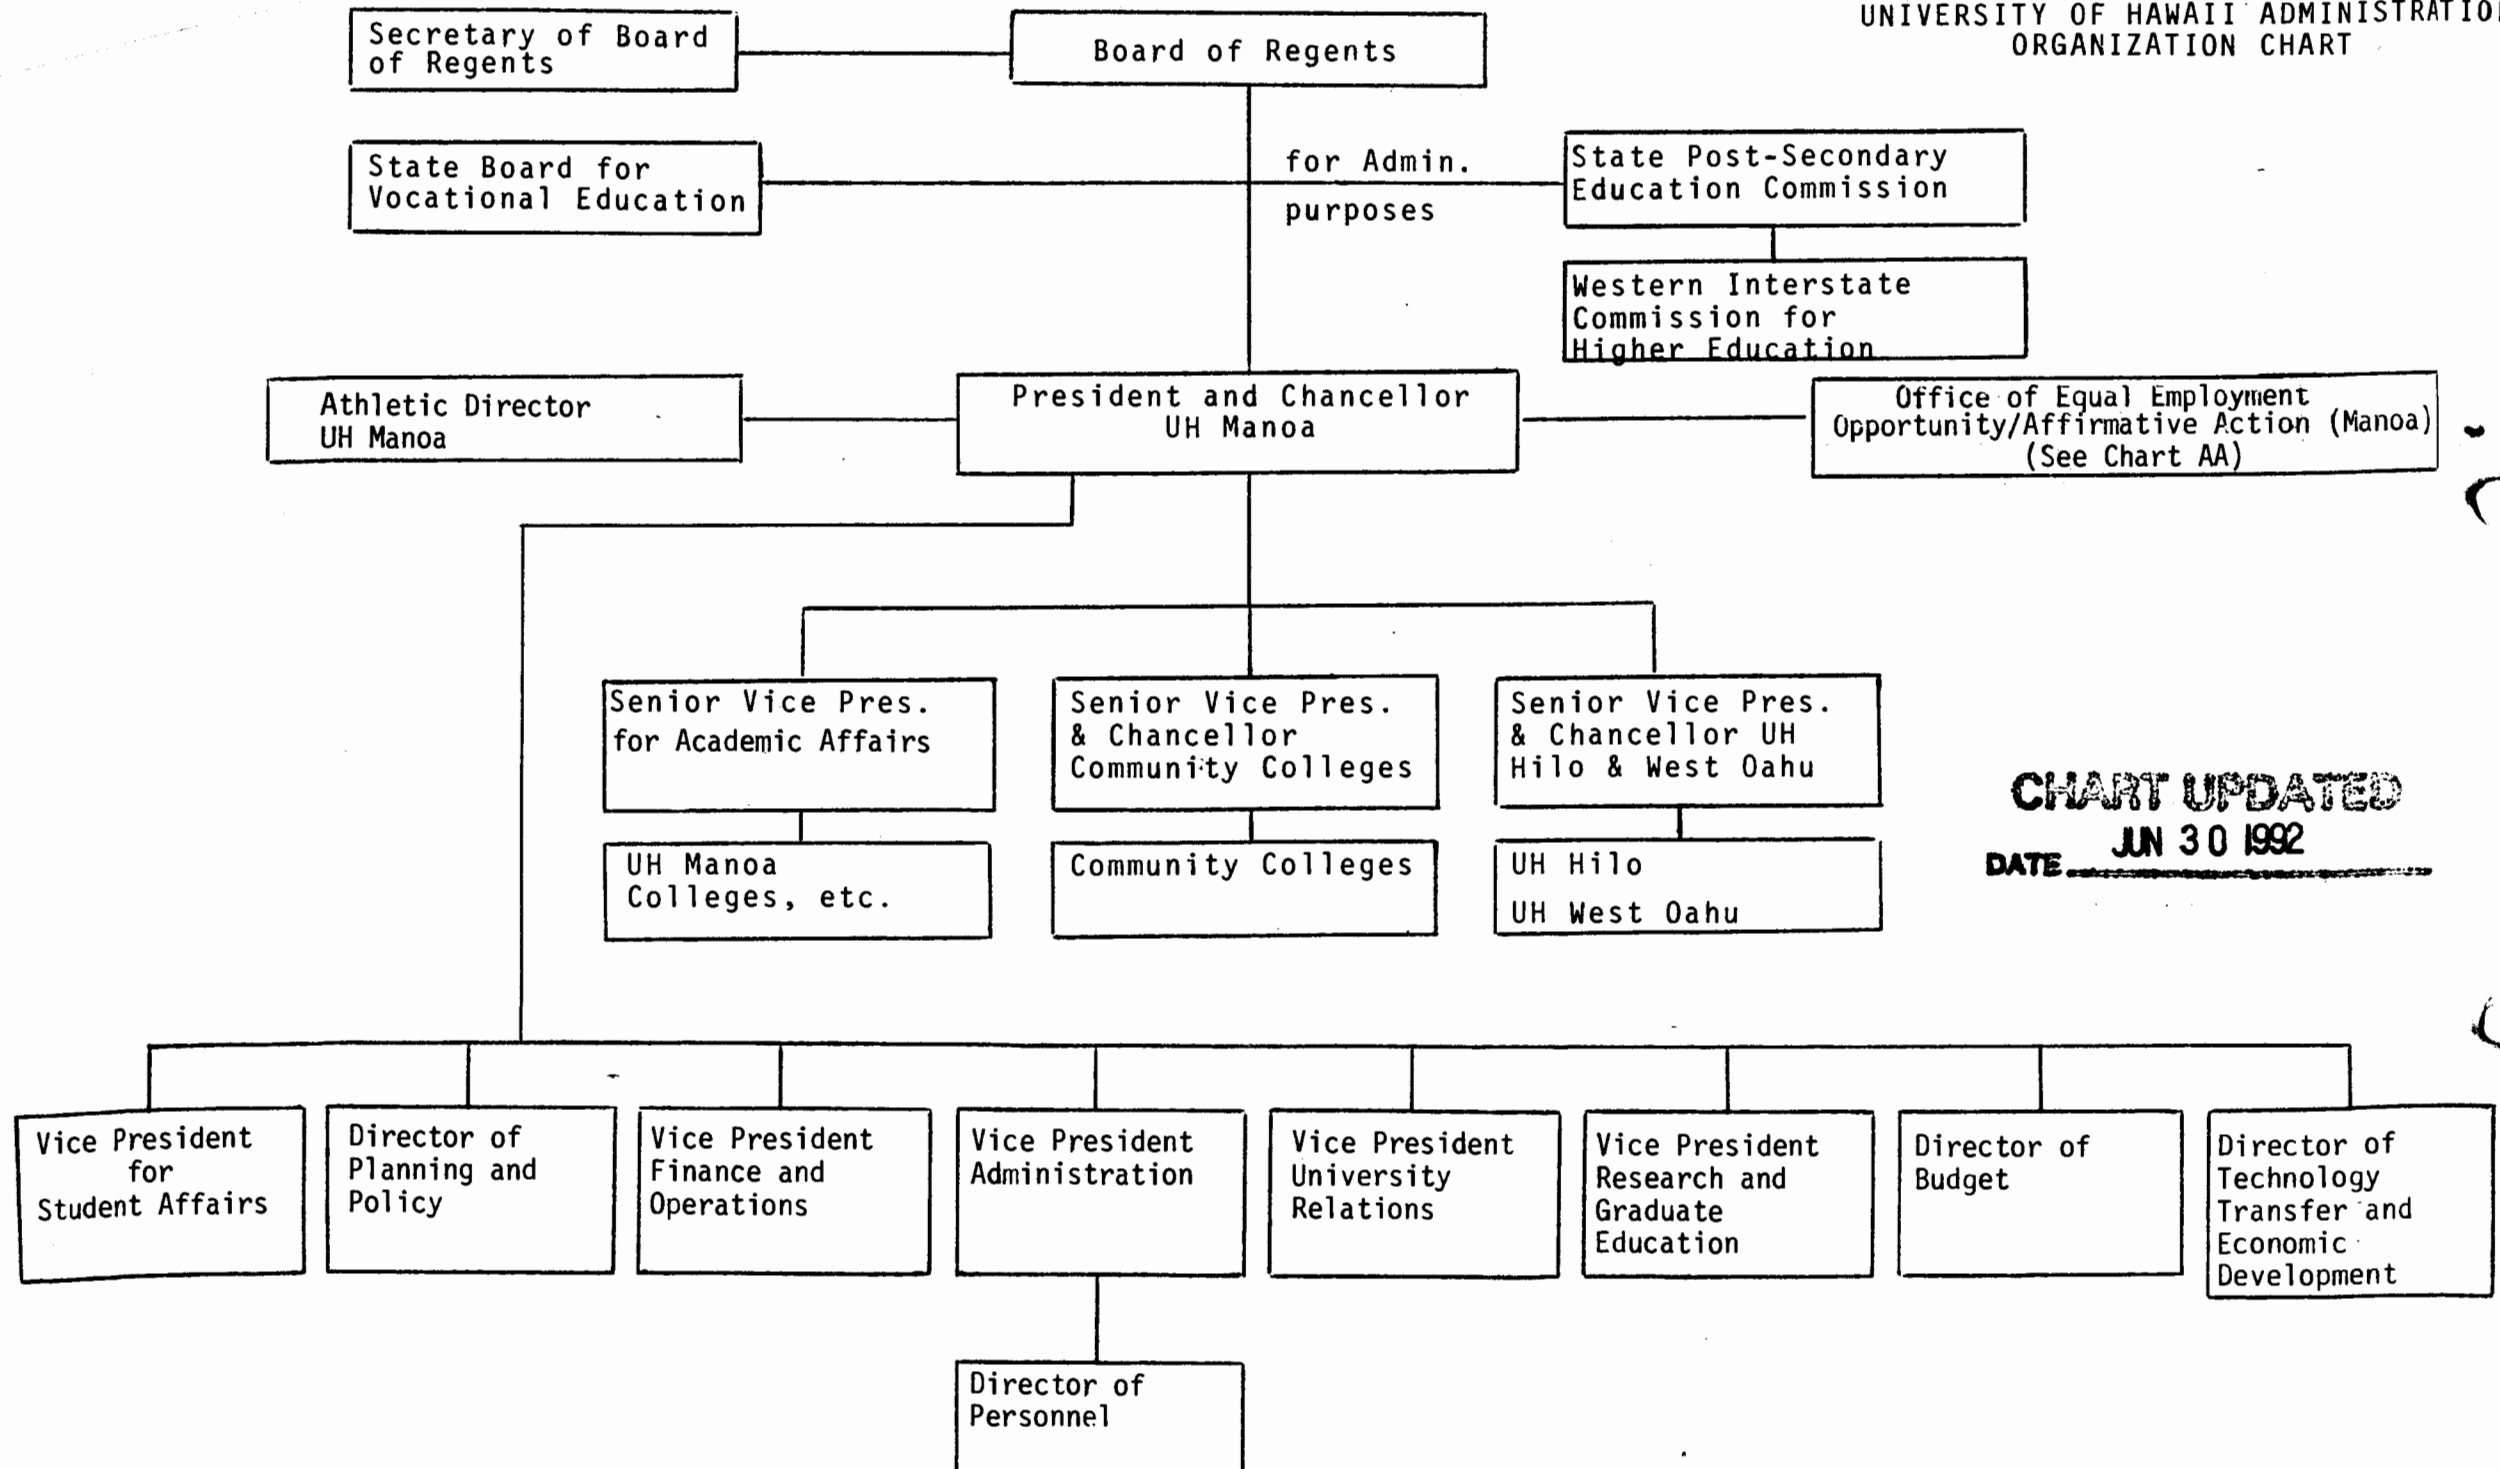 UNIVERSITY OF HAWAII ADMINISTRATIO
ORGANIZATION CHART
Secretary of Board
of Regents
Board of Regents
State Board for
Vocational Education
for Admin.
purposes
State Post-Secondary
Education Commission
Western Interstate
Commission for
Higher Education
Athletic Director
UH Manoa
President and Chancellor
UH Manoa
Office of Equal Employment
Opportunity/Affirmative Action (Manoa)
(See Chart AA)
Senior Vice Pres.
for Academic Affairs
Senior Vice Pres.
& Chancellor
Community Colleges
Senior Vice Pres.
& Chancellor UH
Hilo & West Oahu
UH Manoa
Colleges, etc.
Community Colleges
UH Hilo
UH West Oahu
CHART UPDATED
JUN 30 1992
DATE
Vice President
for
Student Affairs
Director of
Planning and
Policy
Vice President
Finance and
Operations
Vice President
Administration
Vice President
University
Relations
Vice President
Research and
Graduate
Education
Director of
Budget
Director of
Technology
Transfer and
Economic
Development
Director of
Personnel